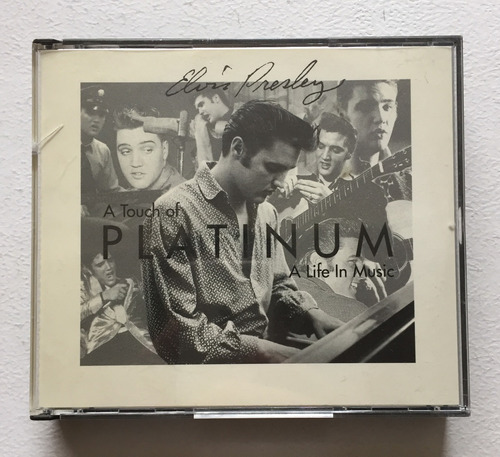 Elvis Presley
A Touch of
PLATINUM
A Life In Music